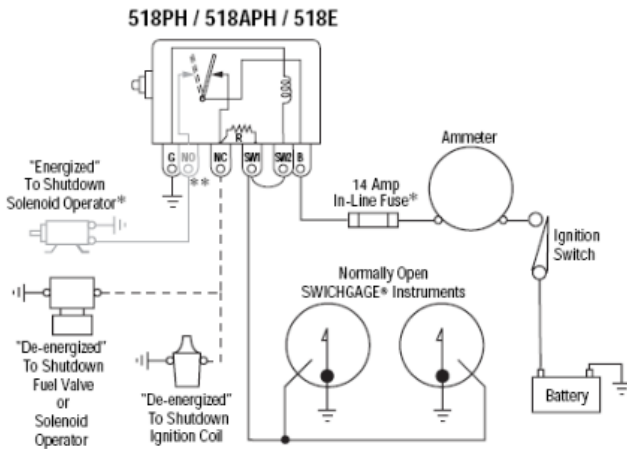 518PH / 518APH / 518E
R
G
NO
NC
SW1
SW2
B
**
"Energized"
To Shutdown
Solenoid Operator*
14 Amp
In-Line Fuse*
Ammeter
Ignition
Switch
Normally Open
SWICHGAGE® Instruments
"De-energized"
To Shutdown
Fuel Valve
or
Solenoid
Operator
"De-energized"
To Shutdown
Ignition Coil
Battery